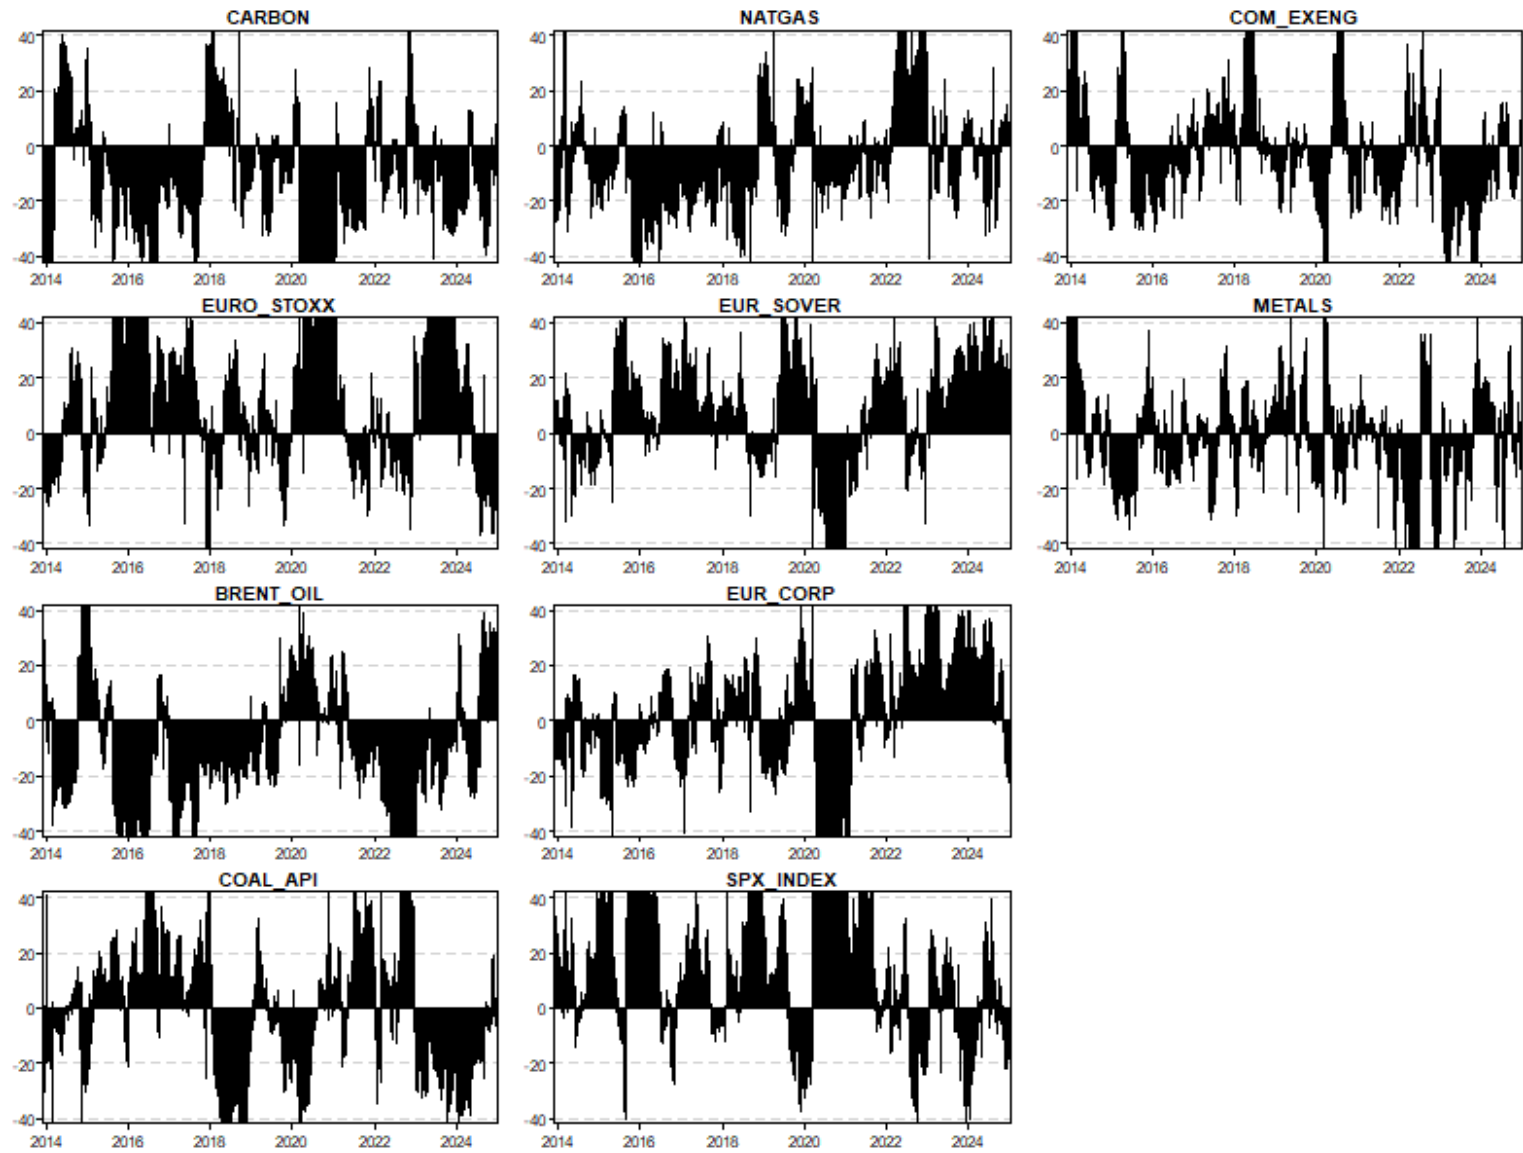 CARBON NATGAS COM_EXENG
40 40 40
20 20 20
0 0 0
-20 -20 -20
-40 -40 -40
2014 2016 2018 2020 2022 2024 2014 2016 2018 2020 2022 2024 2014 2016 2018 2020 2022 2024
EURO_STOXX EUR_SOVER METALS
40 40 40
20 20 20
0 0 0
-20 -20 -20
-40 -40 -40
2014 2016 2018 2020 2022 2024 2014 2016 2018 2020 2022 2024 2014 2016 2018 2020 2022 2024
BRENT_OIL EUR_CORP
40 40
20 20
0 0
-20 -20
-40 -40
2014 2016 2018 2020 2022 2024 2014 2016 2018 2020 2022 2024
COAL_API SPX_INDEX
40 40
20 20
0 0
-20 -20
-40 -40
2014 2016 2018 2020 2022 2024 2014 2016 2018 2020 2022 2024